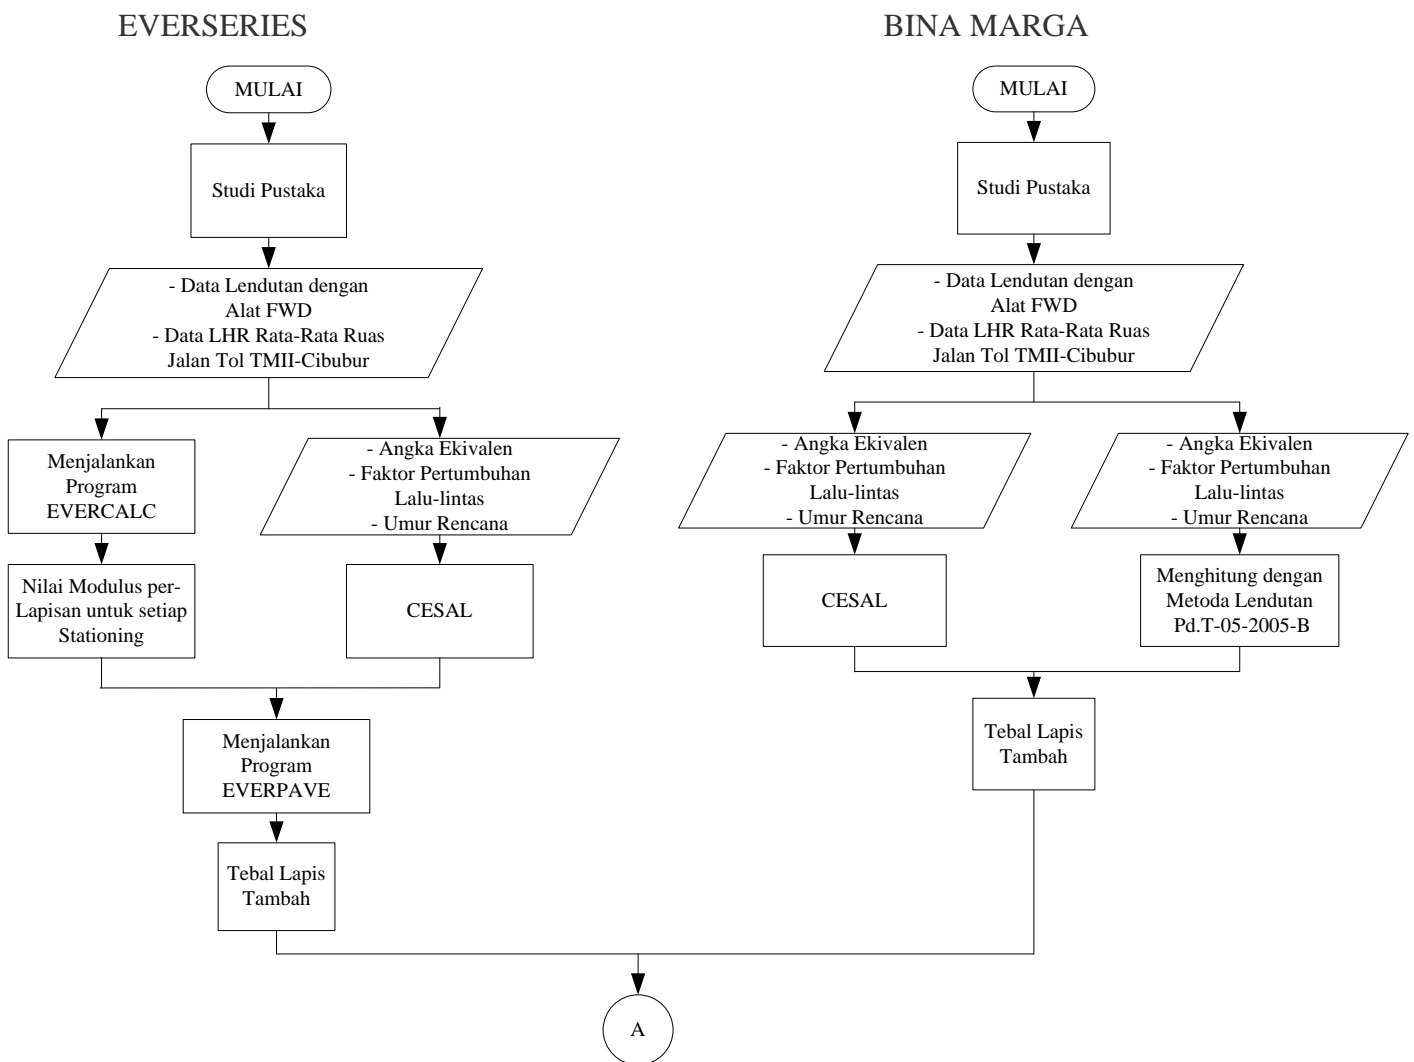 EVERSERIES
MULAI
Studi Pustaka
- Data Lendutan dengan
Alat FWD
- Data LHR Rata-Rata Ruas
Jalan Tol TMII-Cibubur
Menjalankan
Program
EVERCALC
Nilai Modulus per-
Lapisan untuk setiap
Stationing
- Angka Ekivalen
- Faktor Pertumbuhan
Lalu-lintas
- Umur Rencana
CESAL
Menjalankan
Program
EVERPAVE
Tebal Lapis
Tambah
BINA MARGA
MULAI
Studi Pustaka
- Data Lendutan dengan
Alat FWD
- Data LHR Rata-Rata Ruas
Jalan Tol TMII-Cibubur
- Angka Ekivalen
- Faktor Pertumbuhan
Lalu-lintas
- Umur Rencana
CESAL
- Angka Ekivalen
- Faktor Pertumbuhan
Lalu-lintas
- Umur Rencana
Menghitung dengan
Metoda Lendutan
Pd.T-05-2005-B
Tebal Lapis
Tambah
A